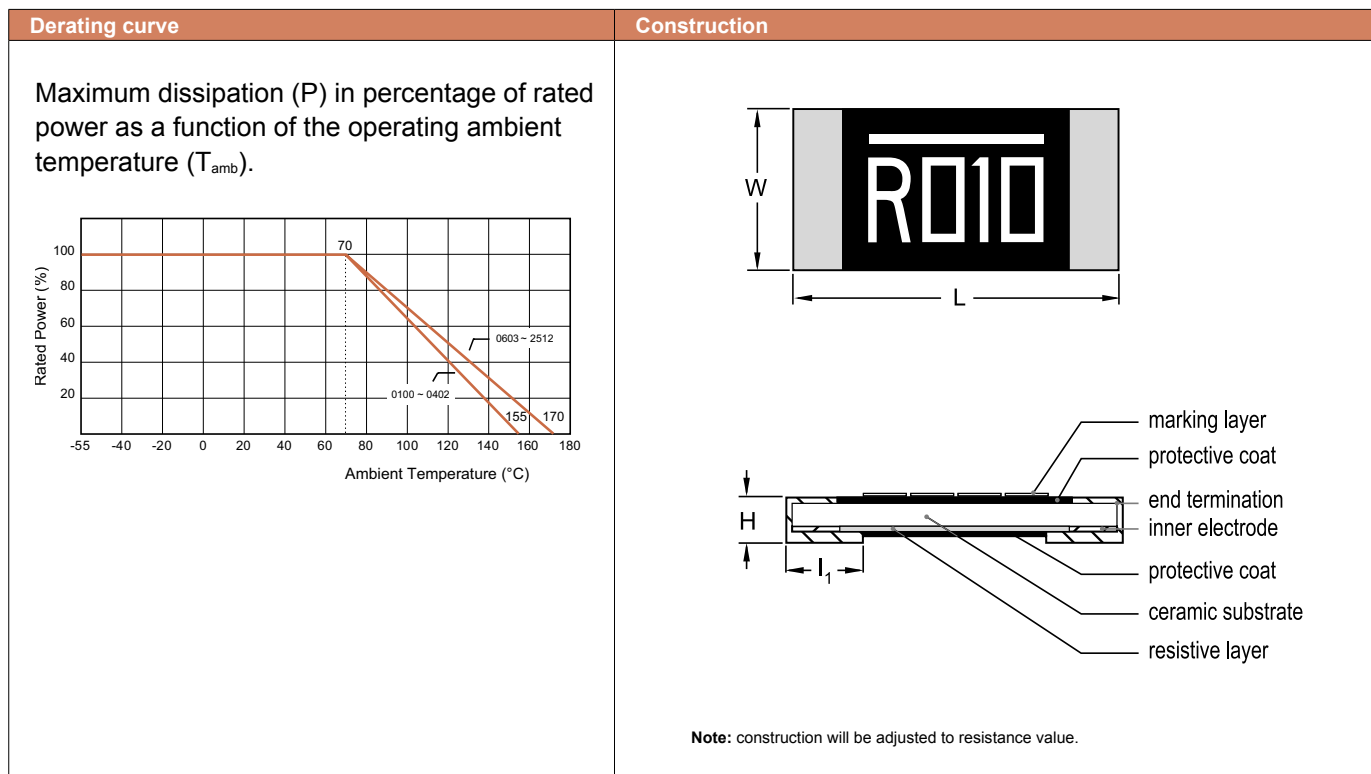 Derating curve
Maximum dissipation (P) in percentage of rated
power as a function of the operating ambient
temperature (Tamb).
Rated Power (%)
100
80
60
40
20
70
0603 ~ 2512
0100 ~ 0402
155 170
-55 -40 -20 0 20 40 60 80 100 120 140 160 180
Ambient Temperature (°C)
Construction
W
R010
L
H
l1
marking layer
protective coat
end termination
inner electrode
protective coat
ceramic substrate
resistive layer
Note: construction will be adjusted to resistance value.